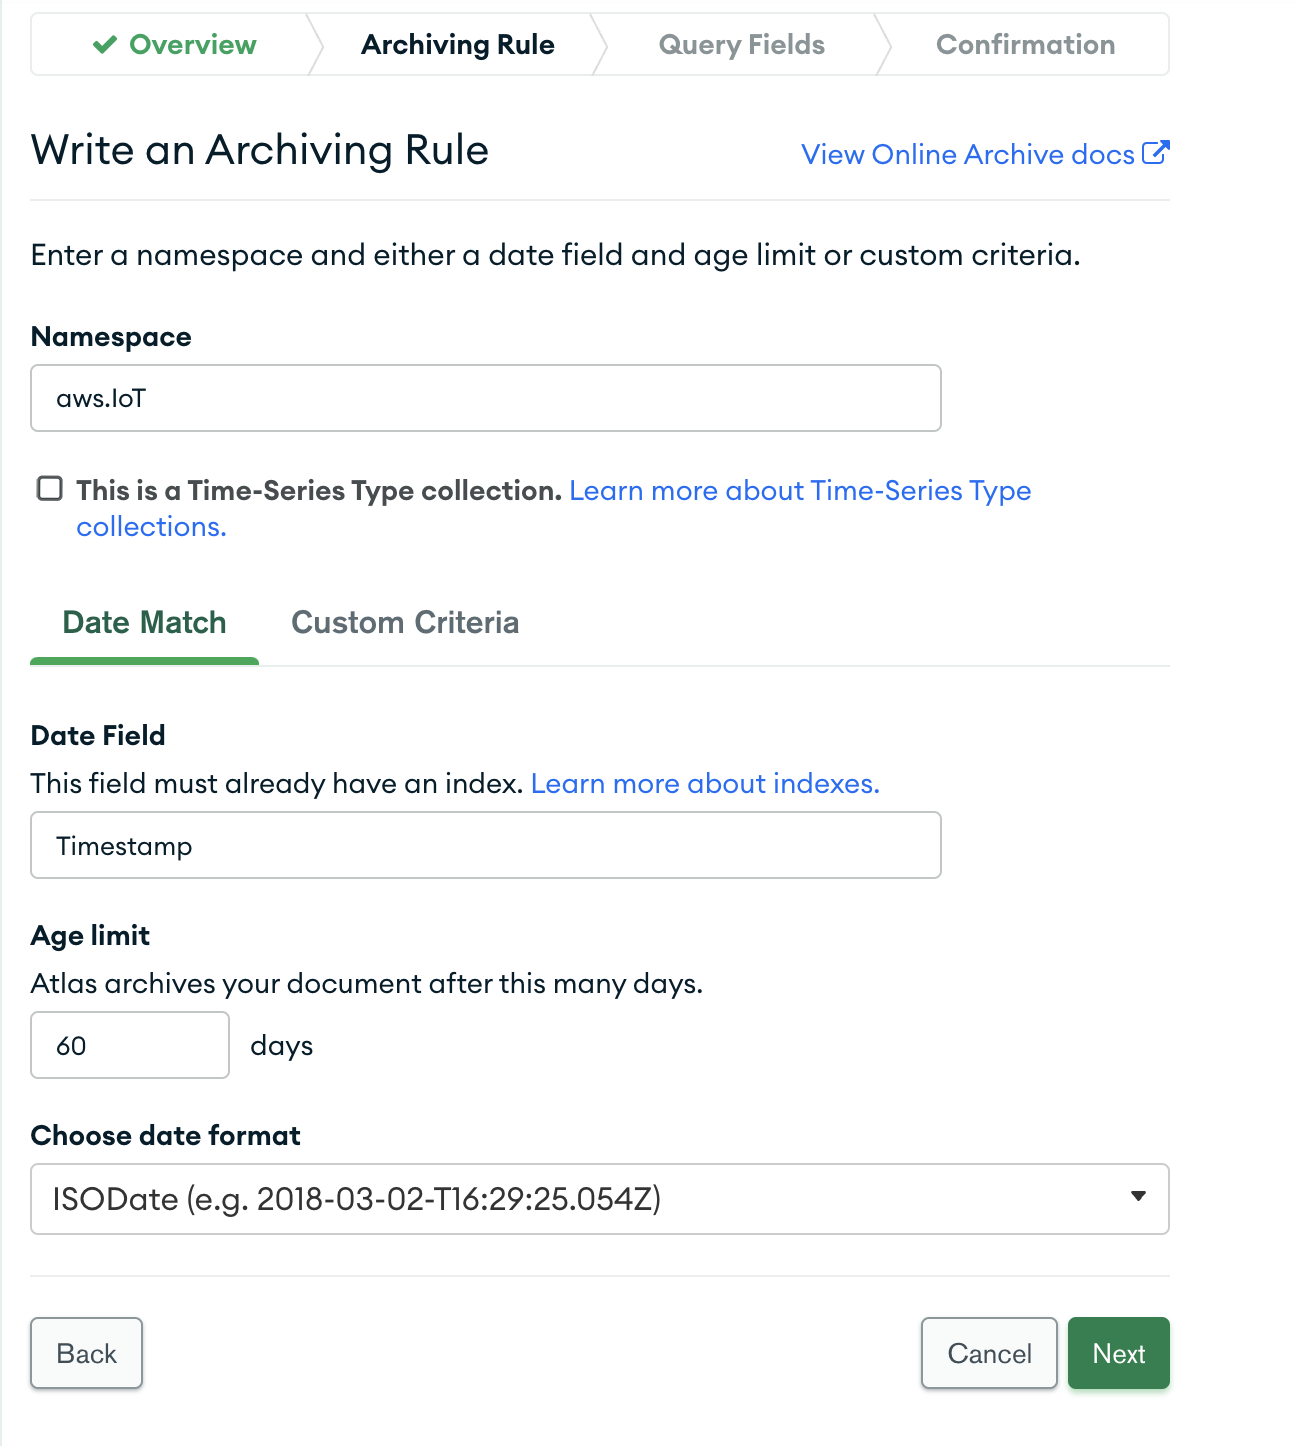 Overview
Archiving Rule
Query Fields
Confirmation
Write an Archiving Rule
View Online Archive docs
Enter a namespace and either a date field and age limit or custom criteria.
Namespace
aws.IoT
This is a Time-Series Type collection. Learn more about Time-Series Type
collections.
Date Match
Custom Criteria
Date Field
This field must already have an index. Learn more about indexes.
Timestamp
Age limit
Atlas archives your document after this many days.
60 days
Choose date format
ISODate (e.g. 2018-03-02-T16:29:25.054Z)
Back
Cancel
Next